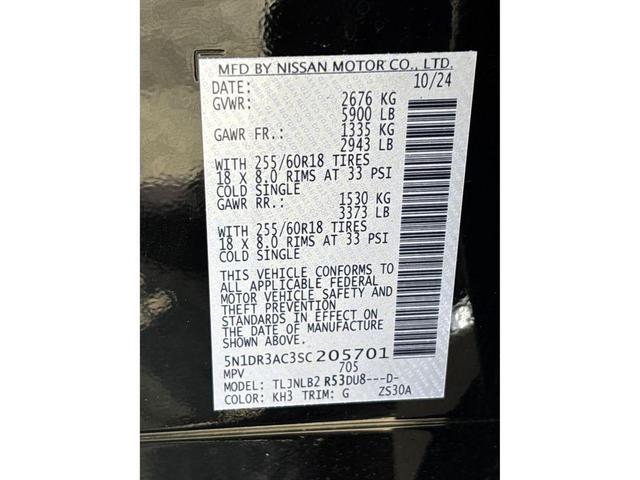 MFD BY NISSAN MOTOR CO., LTD.
DATE: 10/24
GVWR: 2676 KG
5900 LB
GAWR FR.: 1335 KG
2943 LB
WITH 255/60R18 TIRES
18 X 8.0 RIMS AT 33 PSI
COLD SINGLE
GAWR RR.: 1530 KG
3373 LB
WITH 255/60R18 TIRES
18 X 8.0 RIMS AT 33 PSI
COLD SINGLE
THIS VEHICLE CONFORMS TO
ALL APPLICABLE FEDERAL
MOTOR VEHICLE SAFETY AND
THEFT PREVENTION
STANDARDS IN EFFECT ON
THE DATE OF MANUFACTURE
SHOWN ABOVE.
5N1DR3AC3SC205701
MPV 705
MODEL: TLJNLB2 R53DU8---D-
COLOR: KH3 TRIM: G ZS30A